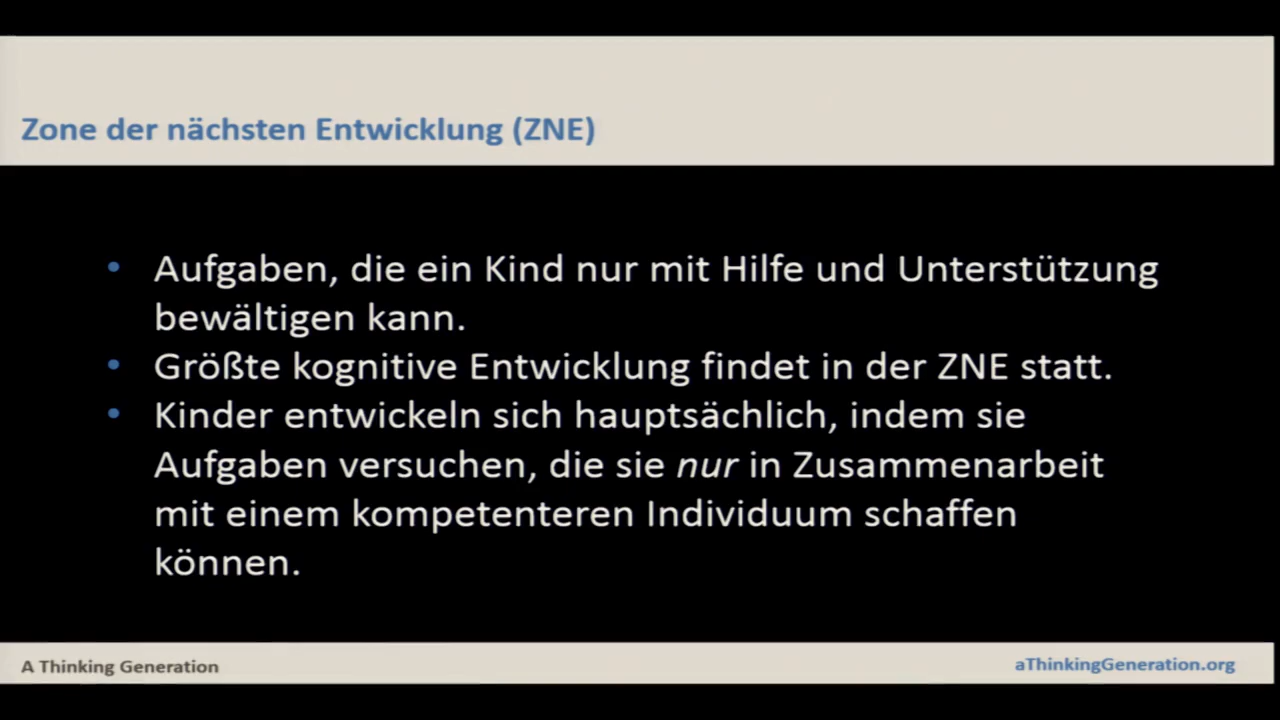 Zone der nächsten Entwicklung (ZNE)
• Aufgaben, die ein Kind nur mit Hilfe und Unterstützung
bewältigen kann.
• Größte kognitive Entwicklung findet in der ZNE statt.
• Kinder entwickeln sich hauptsächlich, indem sie
Aufgaben versuchen, die sie nur in Zusammenarbeit
mit einem kompetenteren Individuum schaffen
können.
A Thinking Generation
aThinkingGeneration.org